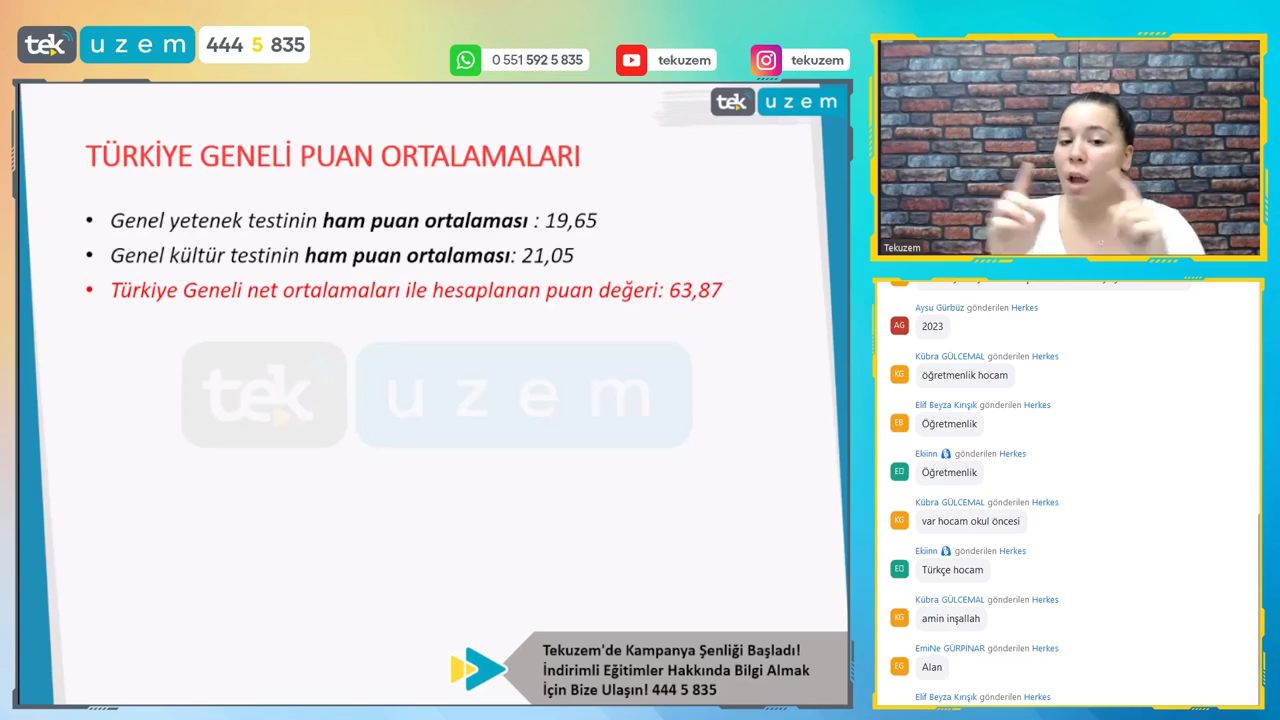 tek uzem 444 5 835
0 551 592 5 835
tekuzem
tekuzem
tek uzem
TÜRKİYE GENELİ PUAN ORTALAMALARI
• Genel yetenek testinin ham puan ortalaması : 19,65
• Genel kültür testinin ham puan ortalaması: 21,05
• Türkiye Geneli net ortalamaları ile hesaplanan puan değeri: 63,87
tek uzem
Tekuzem'de Kampanya Şenliği Başladı!
İndirimli Eğitimler Hakkında Bilgi Almak
İçin Bize Ulaşın! 444 5 835
Tekuzem
Aysu Gürbüz gönderilen Herkes
AG 2023
Kübra GÜLCEMAL gönderilen Herkes
KG öğretmenlik hocam
Elif Beyza Kırışık gönderilen Herkes
EB Öğretmenlik
Ekiinn gönderilen Herkes
E Öğretmenlik
Kübra GÜLCEMAL gönderilen Herkes
KG var hocam okul öncesi
Ekiinn gönderilen Herkes
E Türkçe hocam
Kübra GÜLCEMAL gönderilen Herkes
KG amin inşallah
EmiNe GÜRPINAR gönderilen Herkes
EG Alan
Elif Beyza Kırışık gönderilen Herkes